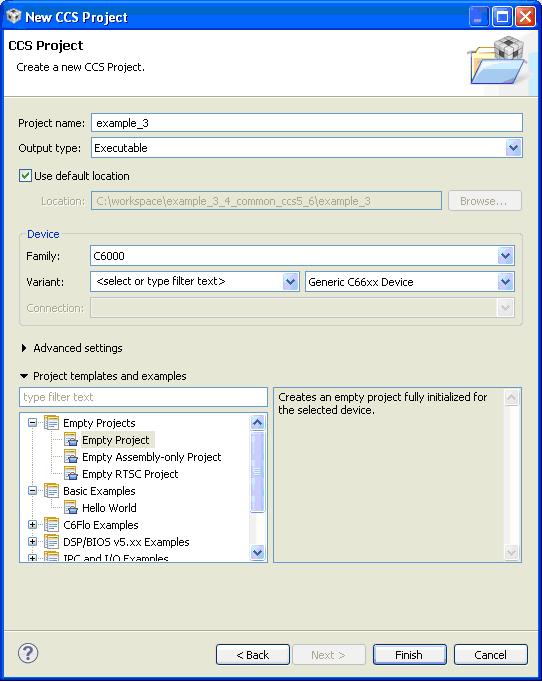 New CCS Project
CCS Project
Create a new CCS Project.
Project name: example_3
Output type: Executable
Use default location
Location: C:\workspace\example_3_4_common_ccs5_6\example_3 Browse...
Device
Family: C6000
Variant: <select or type filter text> Generic C66xx Device
Connection:
Advanced settings
Project templates and examples
type filter text
Creates an empty project fully initialized for
the selected device.
Empty Projects
Empty Project
Empty Assembly-only Project
Empty RTSC Project
Basic Examples
Hello World
C6Flo Examples
DSP/BIOS v5.xx Examples
IPC and I/O Examples
? < Back Next > Finish Cancel